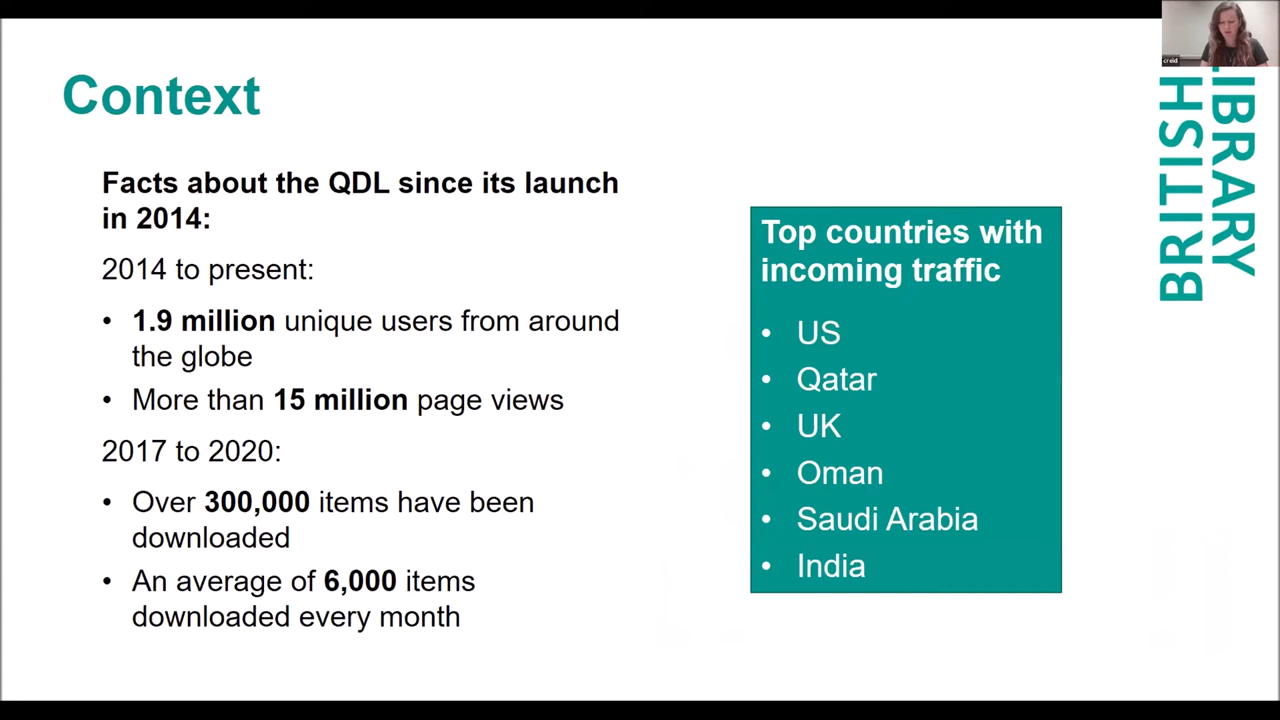 Context
Facts about the QDL since its launch
in 2014:
2014 to present:
• 1.9 million unique users from around
the globe
• More than 15 million page views
2017 to 2020:
• Over 300,000 items have been
downloaded
• An average of 6,000 items
downloaded every month
Top countries with
incoming traffic
• US
• Qatar
• UK
• Oman
• Saudi Arabia
• India
creid
BRITISH
LIBRARY